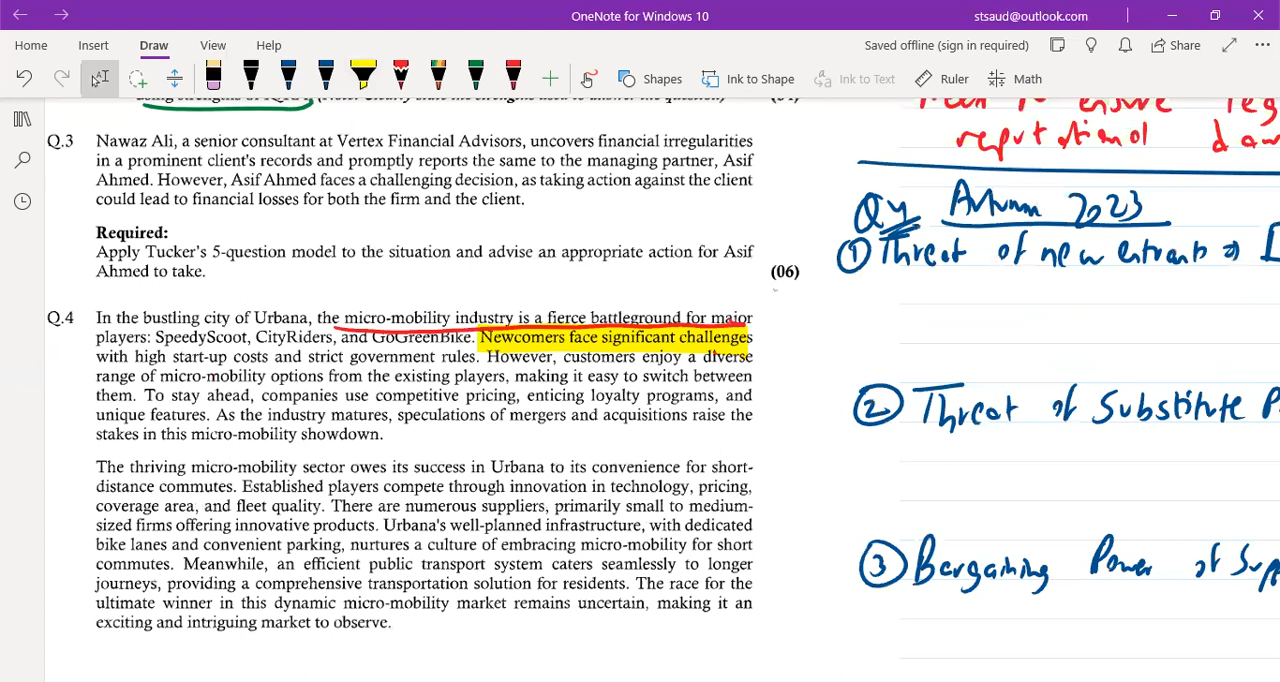 OneNote for Windows 10
stsaud@outlook.com
Home Insert Draw View Help
Saved offline (sign in required)
Share
Shapes
Ink to Shape
Ink to Text
Ruler
Math
Q.3 Nawaz Ali, a senior consultant at Vertex Financial Advisors, uncovers financial irregularities
in a prominent client's records and promptly reports the same to the managing partner, Asif
Ahmed. However, Asif Ahmed faces a challenging decision, as taking action against the client
could lead to financial losses for both the firm and the client.
Required:
Apply Tucker's 5-question model to the situation and advise an appropriate action for Asif
Ahmed to take. (06)
Q.4 In the bustling city of Urbana, the micro-mobility industry is a fierce battleground for major
players: SpeedyScoot, CityRiders, and GoGreenBike. Newcomers face significant challenges
with high start-up costs and strict government rules. However, customers enjoy a diverse
range of micro-mobility options from the existing players, making it easy to switch between
them. To stay ahead, companies use competitive pricing, enticing loyalty programs, and
unique features. As the industry matures, speculations of mergers and acquisitions raise the
stakes in this micro-mobility showdown.
The thriving micro-mobility sector owes its success in Urbana to its convenience for short-
distance commutes. Established players compete through innovation in technology, pricing,
coverage area, and fleet quality. There are numerous suppliers, primarily small to medium-
sized firms offering innovative products. Urbana's well-planned infrastructure, with dedicated
bike lanes and convenient parking, nurtures a culture of embracing micro-mobility for short
commutes. Meanwhile, an efficient public transport system caters seamlessly to longer
journeys, providing a comprehensive transportation solution for residents. The race for the
ultimate winner in this dynamic micro-mobility market remains uncertain, making it an
exciting and intriguing market to observe.
to ensure
reputational
Q4 Autumn 2023
① Threat of new entrants ⇒
② Threat of Substitute P
③ Bargaining Power of Supp